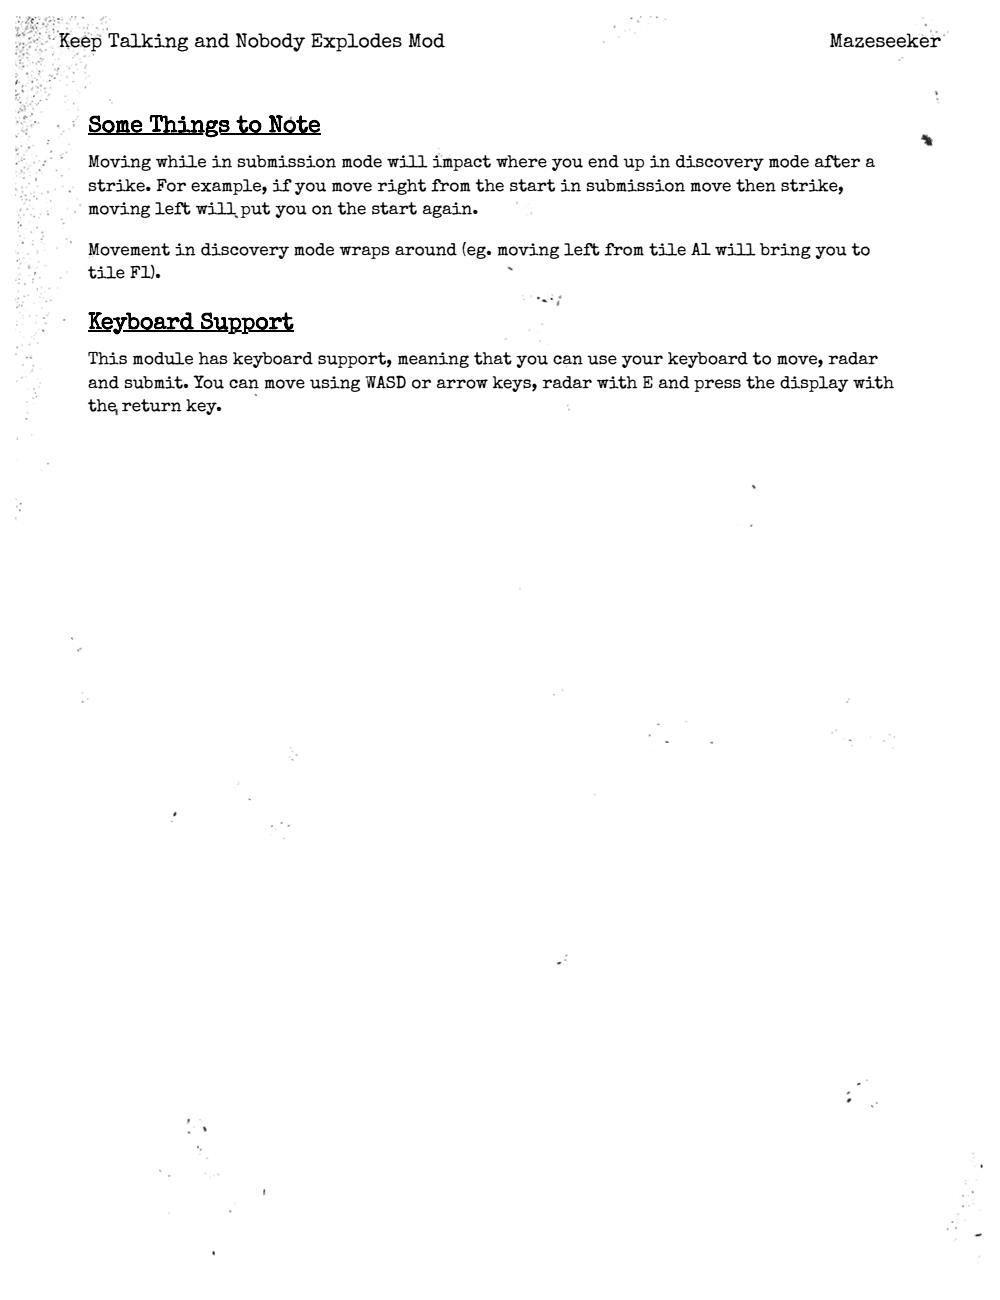 Keep Talking and Nobody Explodes Mod Mazeseeker
Some Things to Note
Moving while in submission mode will impact where you end up in discovery mode after a
strike. For example, if you move right from the start in submission move then strike,
moving left will put you on the start again.
Movement in discovery mode wraps around (eg. moving left from tile A1 will bring you to
tile F1).
Keyboard Support
This module has keyboard support, meaning that you can use your keyboard to move, radar
and submit. You can move using WASD or arrow keys, radar with E and press the display with
the return key.